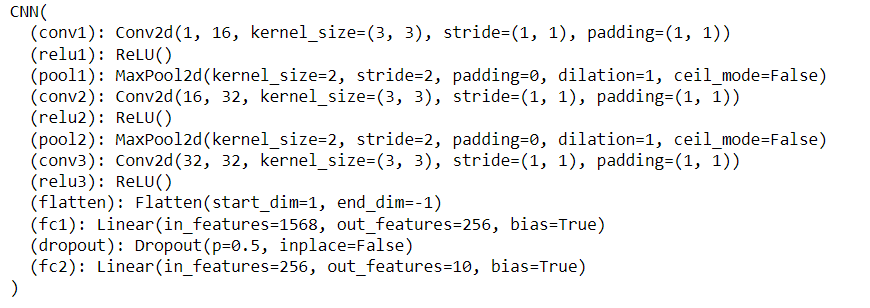 CNN(
  (conv1): Conv2d(1, 16, kernel_size=(3, 3), stride=(1, 1), padding=(1, 1))
  (relu1): ReLU()
  (pool1): MaxPool2d(kernel_size=2, stride=2, padding=0, dilation=1, ceil_mode=False)
  (conv2): Conv2d(16, 32, kernel_size=(3, 3), stride=(1, 1), padding=(1, 1))
  (relu2): ReLU()
  (pool2): MaxPool2d(kernel_size=2, stride=2, padding=0, dilation=1, ceil_mode=False)
  (conv3): Conv2d(32, 32, kernel_size=(3, 3), stride=(1, 1), padding=(1, 1))
  (relu3): ReLU()
  (flatten): Flatten(start_dim=1, end_dim=-1)
  (fc1): Linear(in_features=1568, out_features=256, bias=True)
  (dropout): Dropout(p=0.5, inplace=False)
  (fc2): Linear(in_features=256, out_features=10, bias=True)
)